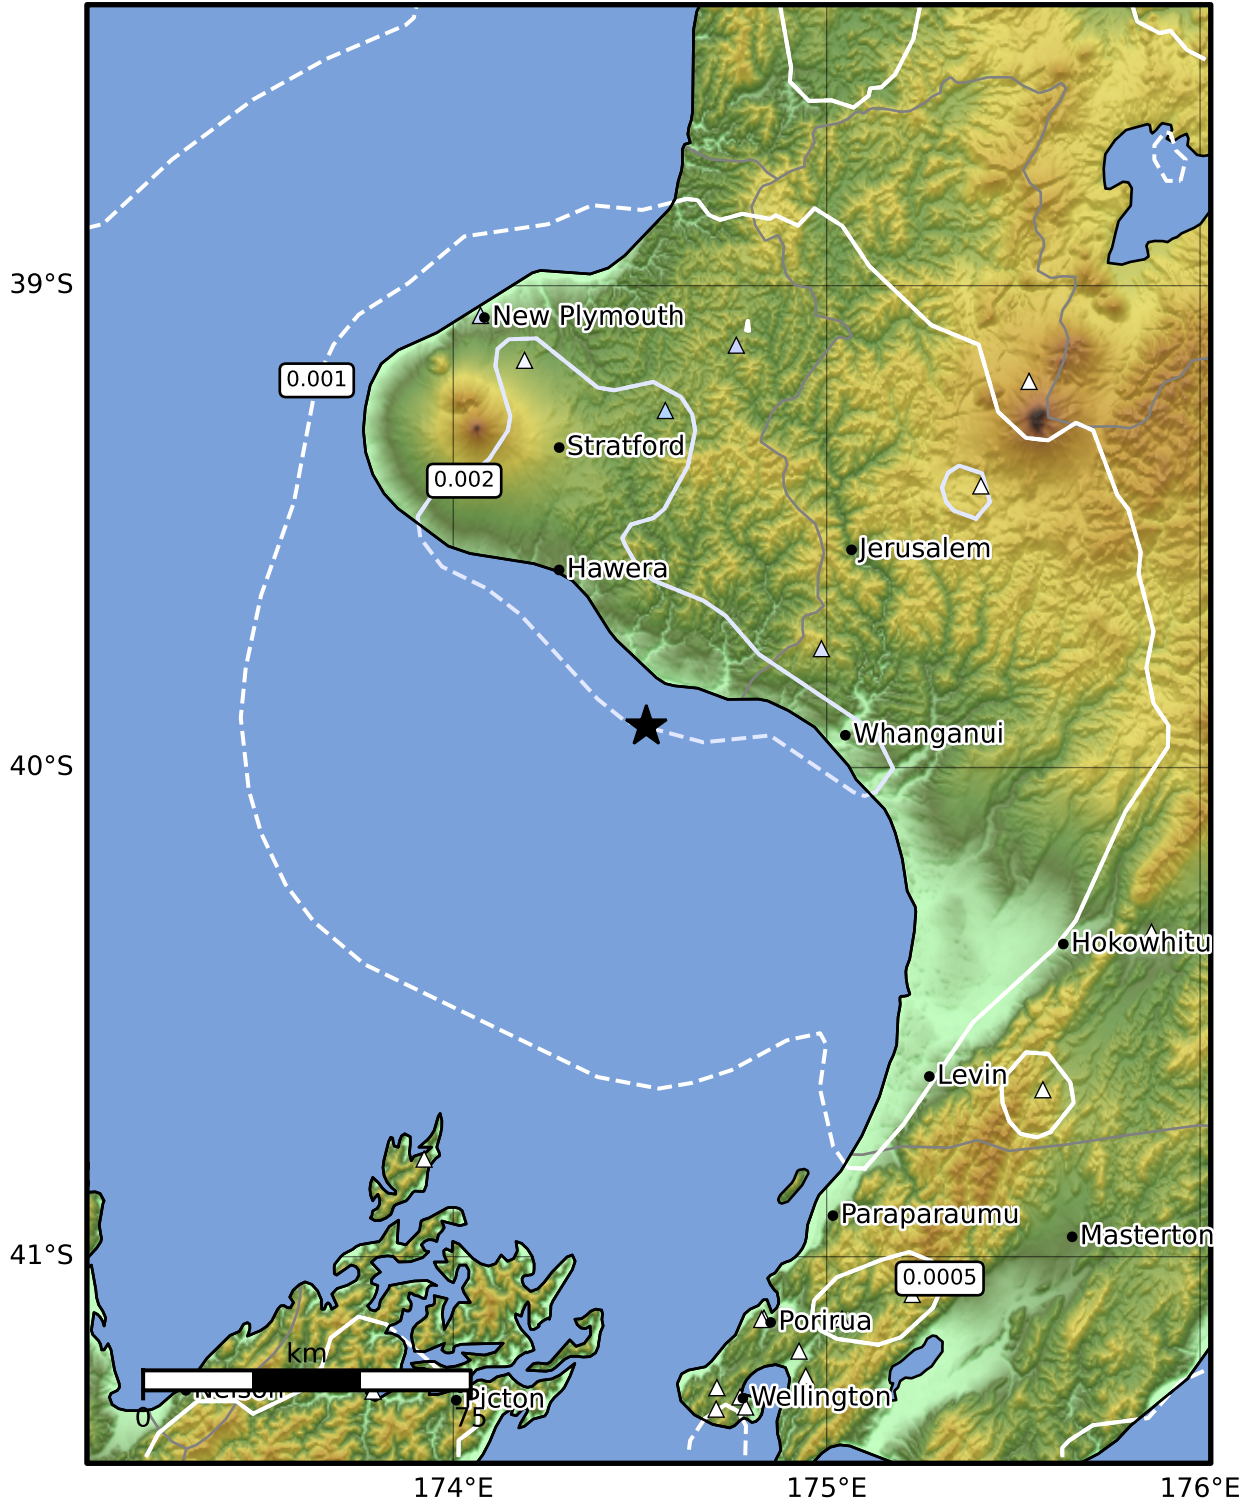 39°S
New Plymouth
0.001
Stratford
0.002
Jerusalem
Hawera
Whanganui
40°S
Hokowhitu
Levin
Paraparaumu
Masterton
41°S
0.0005
Porirua
km
Nelson
Picton
Wellington
0
75
174°E
175°E
176°E